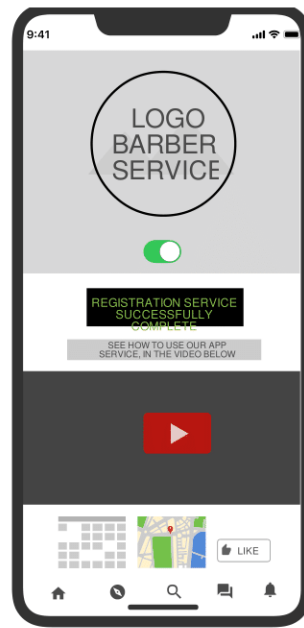 9:41
LOGO
BARBER
SERVICE
REGISTRATION SERVICE
SUCCESSFULLY
COMPLETE
SEE HOW TO USE OUR APP
SERVICE, IN THE VIDEO BELOW
LIKE